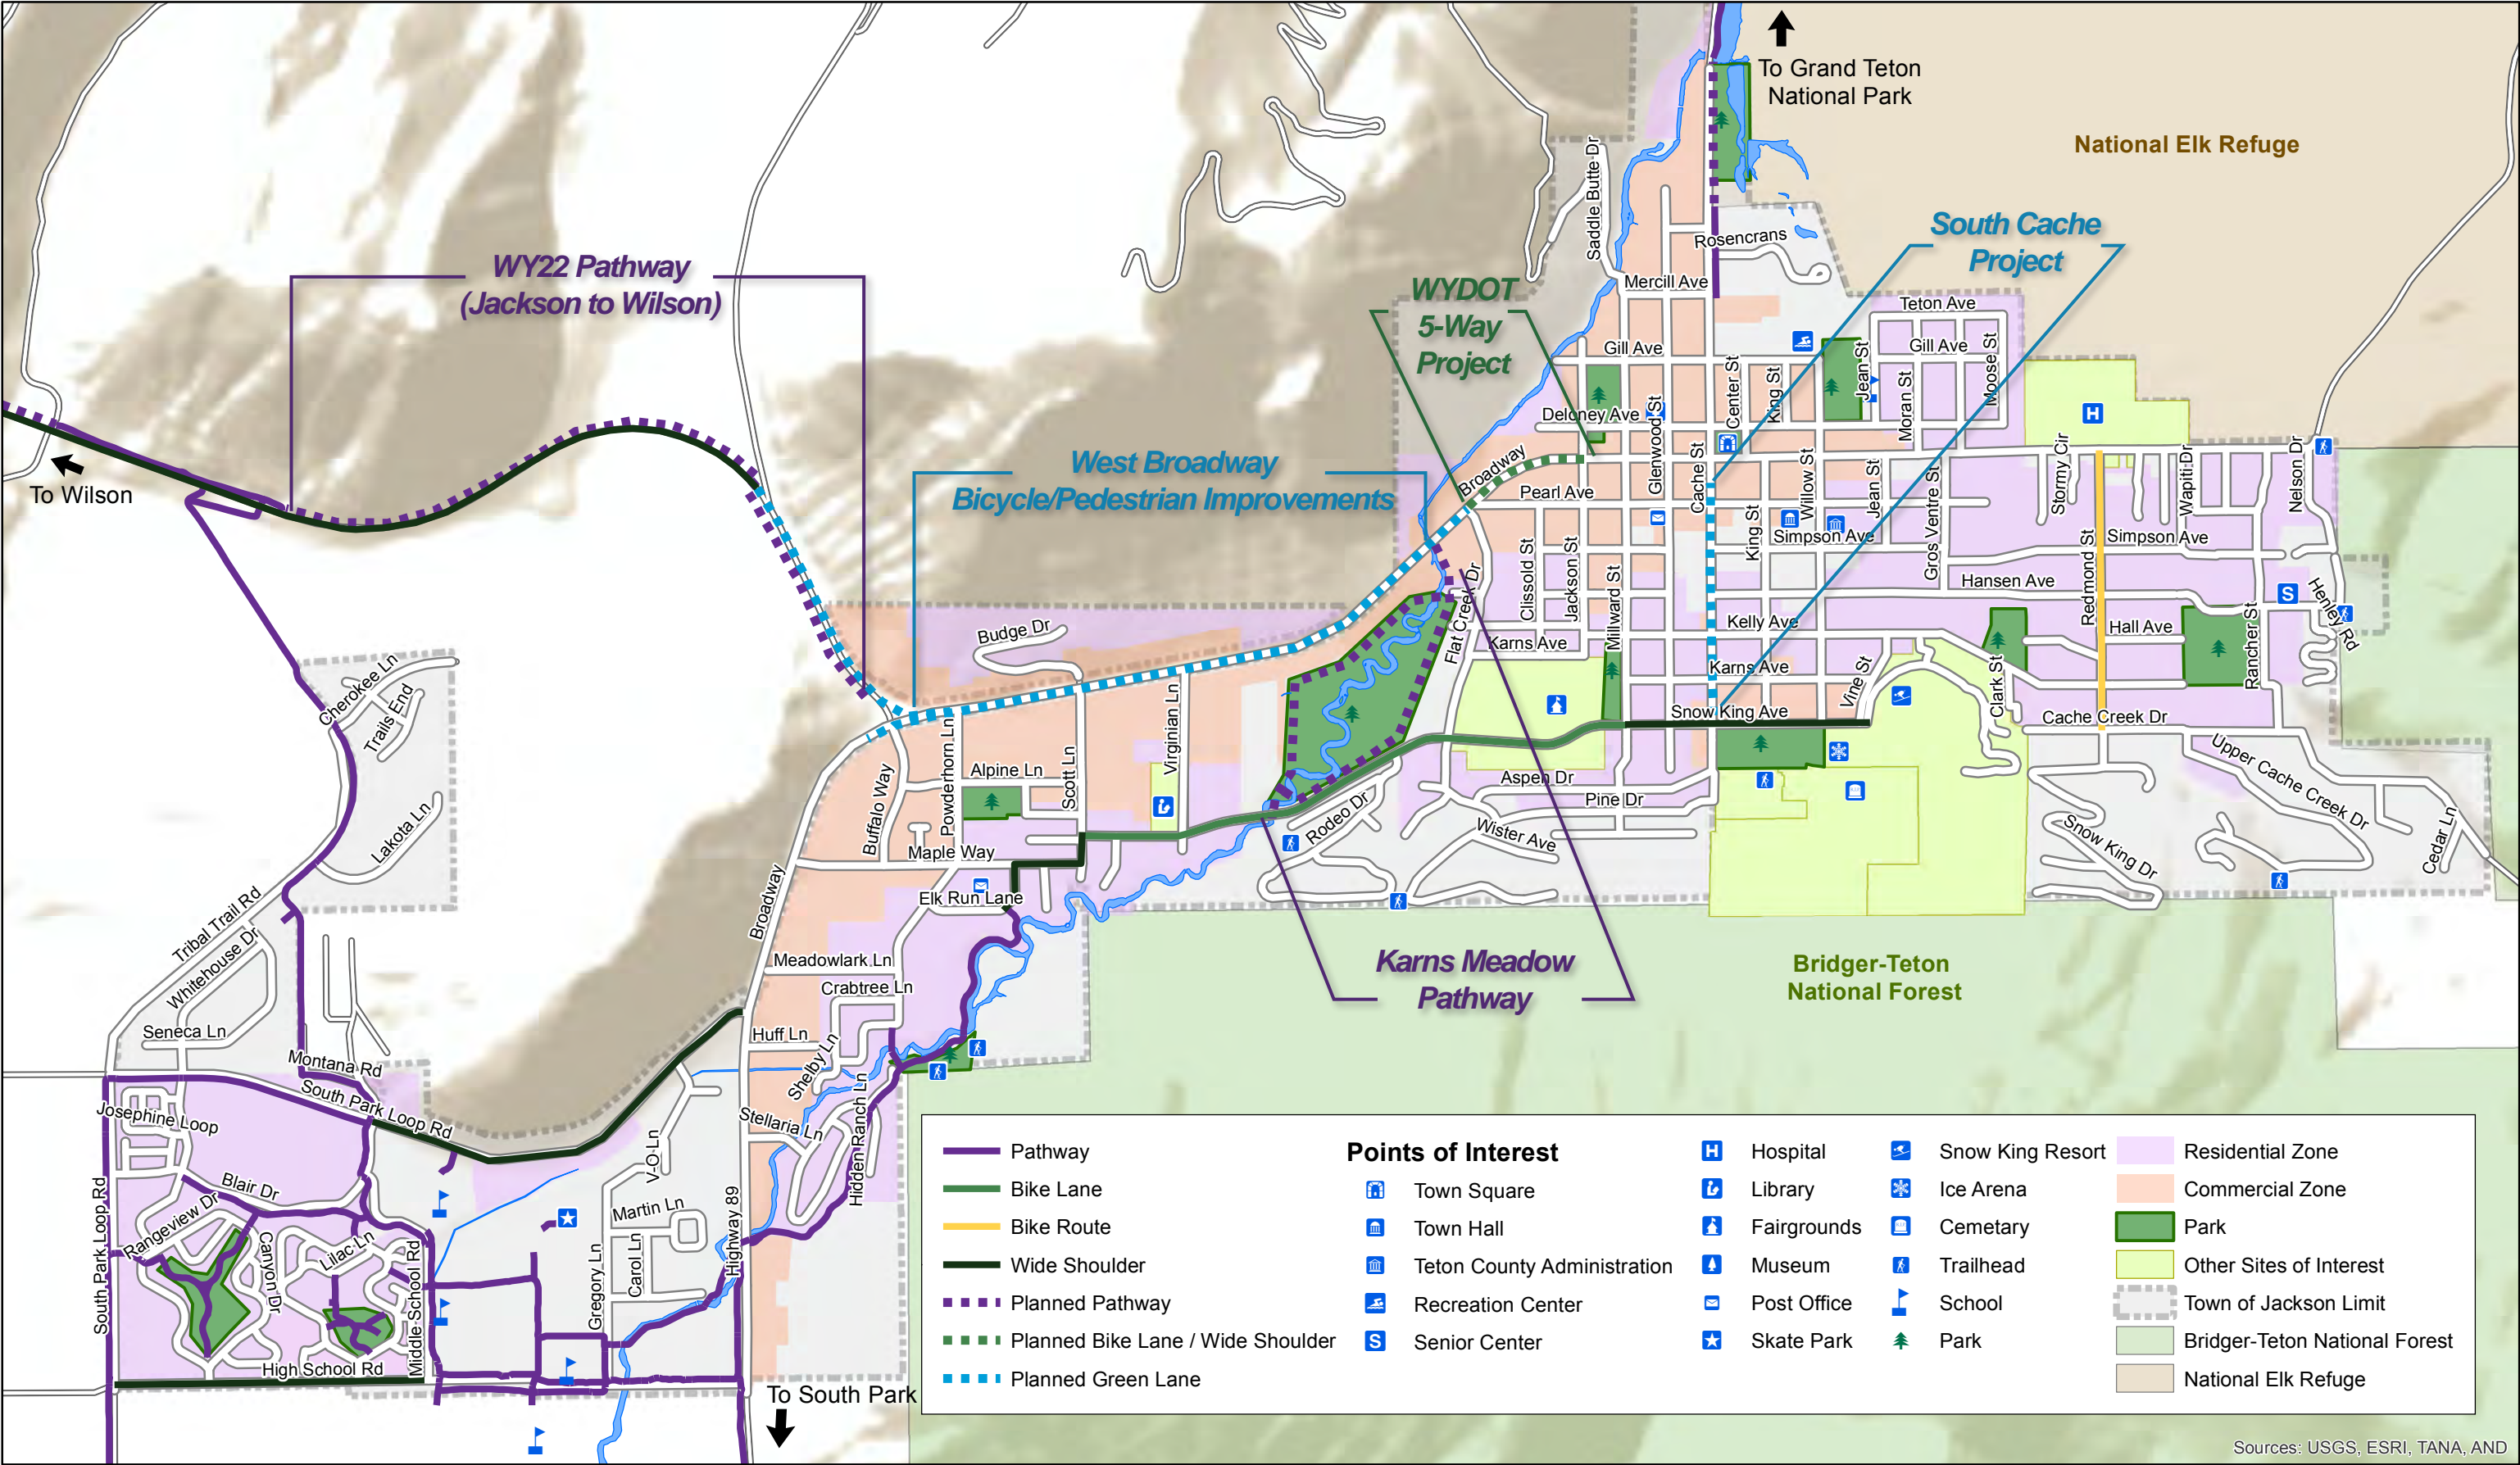 To Grand Teton
National Park
National Elk Refuge
South Cache
Project
WY22 Pathway
(Jackson to Wilson)
WYDOT
5-Way
Project
West Broadway
Bicycle/Pedestrian Improvements
To Wilson
Karns Meadow
Pathway
Bridger-Teton
National Forest
To South Park
Saddle Butte Dr
Rosencrans
Mercill Ave
Teton Ave
Gill Ave
Gill Ave
Deloney Ave
Glenwood St
Center St
King St
Jean St
Moran St
Moose St
Broadway
Pearl Ave
Cache St
Willow St
Jean St
Gros Ventre St
Stormy Cir
Wapiti Dr
Nelson Dr
King St
Simpson Ave
Simpson Ave
Redmond St
Hansen Ave
Henley Rd
Clissold St
Jackson St
Millward St
Flat Creek Dr
Karns Ave
Kelly Ave
Hall Ave
Rancher St
Karns Ave
Vine St
Clark St
Snow King Ave
Cache Creek Dr
Upper Cache Creek Dr
Aspen Dr
Pine Dr
Rodeo Dr
Wister Ave
Snow King Dr
Cedar Ln
Budge Dr
Virginian Ln
Powderhorn Ln
Scott Ln
Alpine Ln
Buffalo Way
Maple Way
Elk Run Lane
Broadway
Meadowlark Ln
Crabtree Ln
Huff Ln
Shelby Ln
Stellaria Ln
Hidden Ranch Ln
Cherokee Ln
Trails End
Lakota Ln
Tribal Trail Rd
Whitehouse Dr
Seneca Ln
Montana Rd
South Park Loop Rd
Josephine Loop
Blair Dr
Rangeview Dr
South Park Loop Rd
Canyon Dr
Lilac Ln
Middle School Rd
High School Rd
V-O-Ln
Martin Ln
Carol Ln
Gregory Ln
Highway 89
Pathway
Bike Lane
Bike Route
Wide Shoulder
Planned Pathway
Planned Bike Lane / Wide Shoulder
Planned Green Lane
Points of Interest
Town Square
Town Hall
Teton County Administration
Recreation Center
S
Senior Center
H
Hospital
Library
Fairgrounds
Museum
Post Office
Skate Park
Snow King Resort
Ice Arena
Cemetary
Trailhead
School
Park
Residential Zone
Commercial Zone
Park
Other Sites of Interest
Town of Jackson Limit
Bridger-Teton National Forest
National Elk Refuge
H
S
Sources: USGS, ESRI, TANA, AND